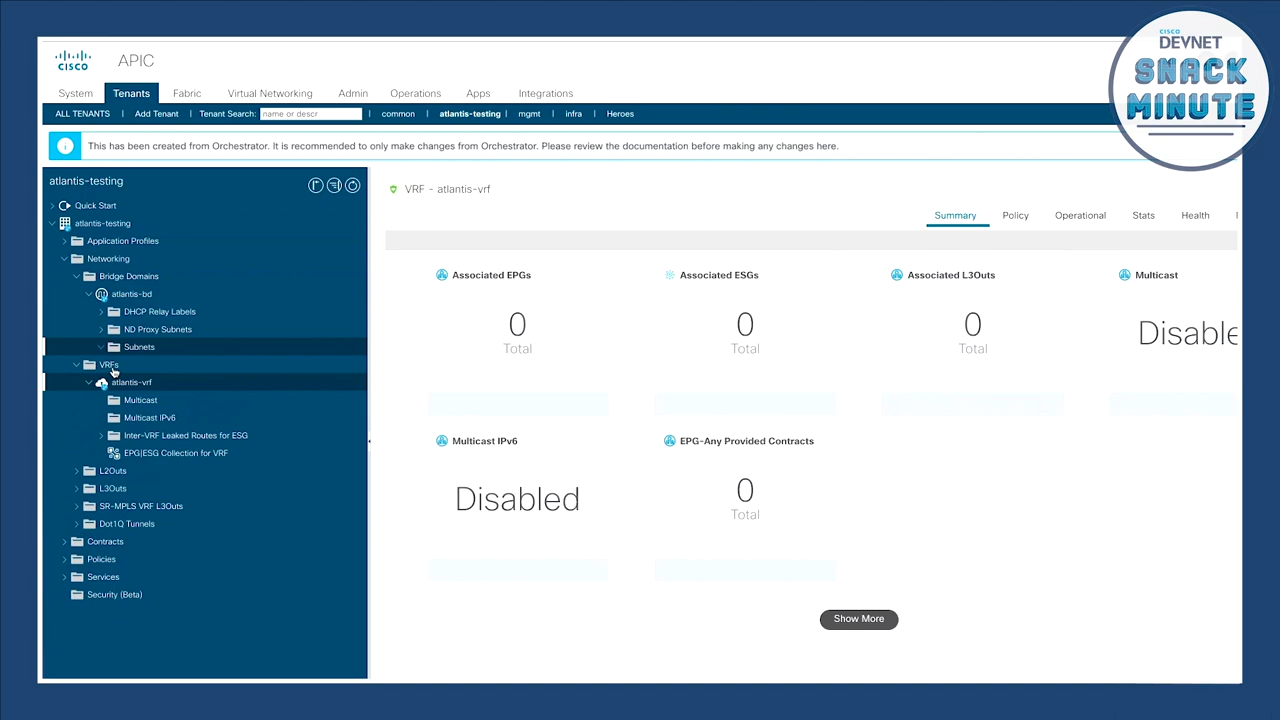 CISCO
DEVNET
SNACK
MINUTE
CISCO
APIC
System
Tenants
Fabric
Virtual Networking
Admin
Operations
Apps
Integrations
ALL TENANTS | Add Tenant | Tenant Search: name or descr | common | atlantis-testing | mgmt | infra | Heroes
This has been created from Orchestrator. It is recommended to only make changes from Orchestrator. Please review the documentation before making any changes here.
atlantis-testing
Quick Start
atlantis-testing
Application Profiles
Networking
Bridge Domains
atlantis-bd
DHCP Relay Labels
ND Proxy Subnets
Subnets
VRFs
atlantis-vrf
Multicast
Multicast IPv6
Inter-VRF Leaked Routes for ESG
EPG|ESG Collection for VRF
L2Outs
L3Outs
SR-MPLS VRF L3Outs
Dot1Q Tunnels
Contracts
Policies
Services
Security (Beta)
VRF - atlantis-vrf
Summary
Policy
Operational
Stats
Health
Associated EPGs
0
Total
Associated ESGs
0
Total
Associated L3Outs
0
Total
Multicast
Disable
Multicast IPv6
Disabled
EPG-Any Provided Contracts
0
Total
Show More